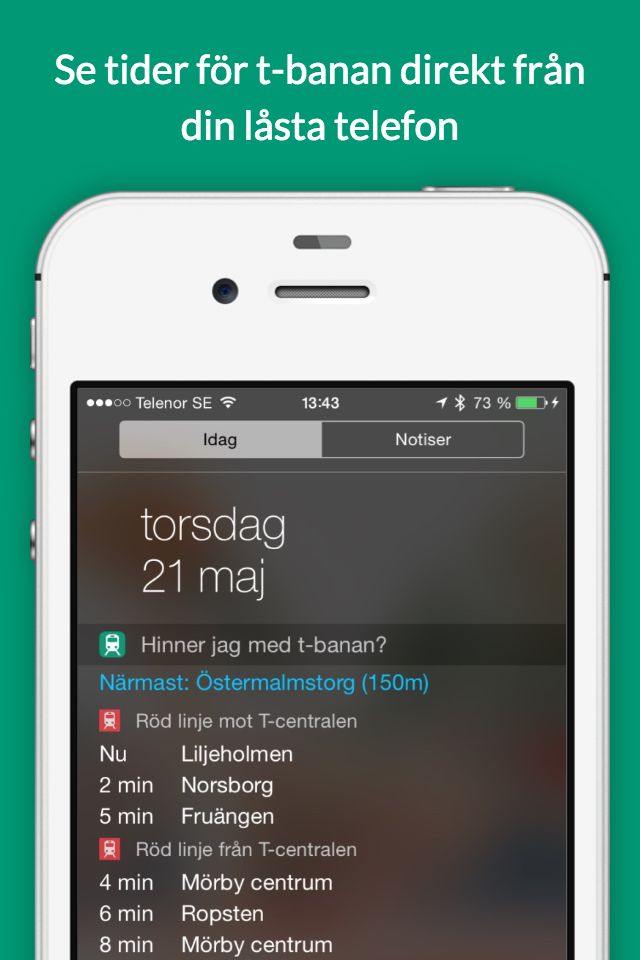 Se tider för t-banan direkt från
din låsta telefon
Telenor SE 13:43 73 %
Idag Notiser
torsdag
21 maj
Hinner jag med t-banan?
Närmast: Östermalmstorg (150m)
Röd linje mot T-centralen
Nu Liljeholmen
2 min Norsborg
5 min Fruängen
Röd linje från T-centralen
4 min Mörby centrum
6 min Ropsten
8 min Mörby centrum